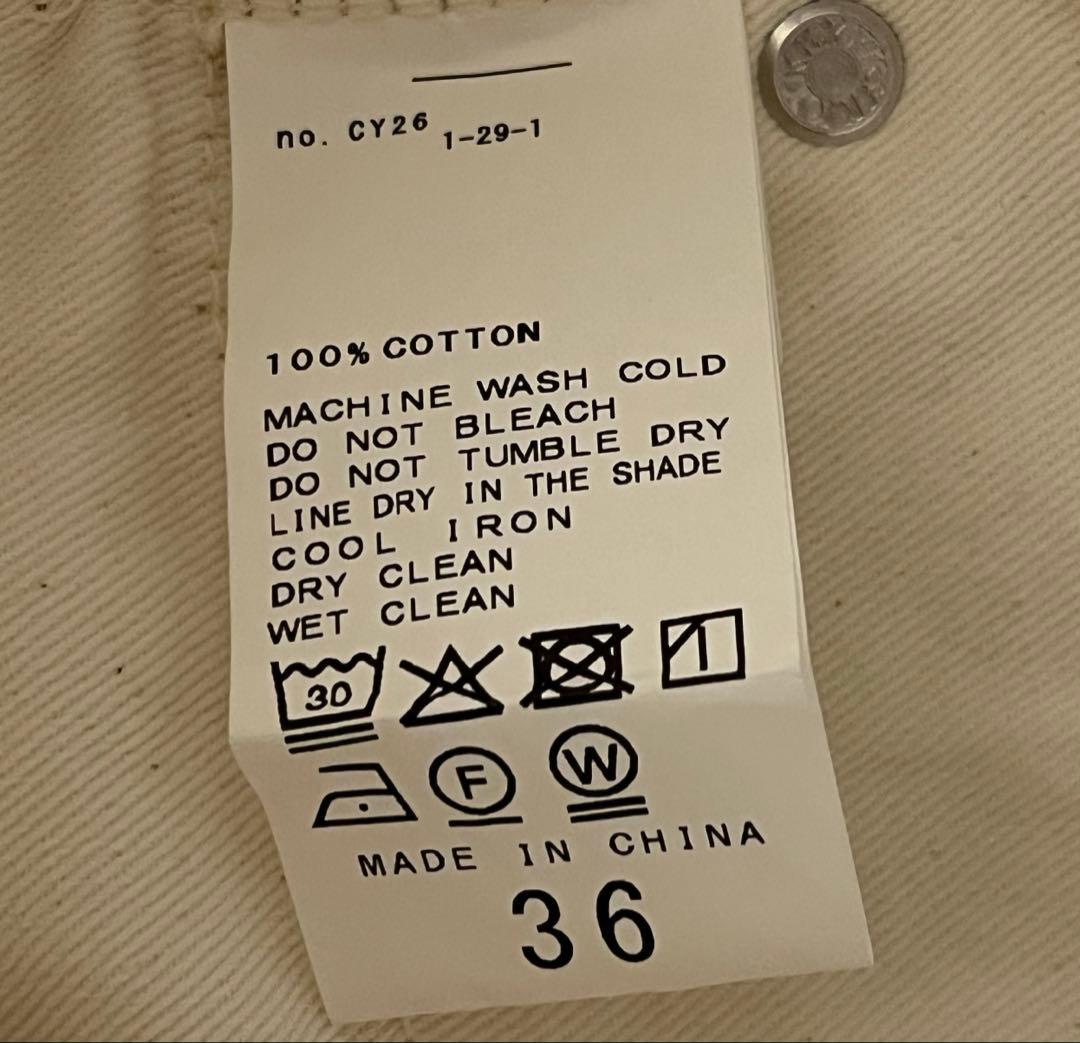 no. CY26 1-29-1
100% COTTON
MACHINE WASH COLD
DO NOT BLEACH
DO NOT TUMBLE DRY
LINE DRY IN THE SHADE
COOL IRON
DRY CLEAN
WET CLEAN
30
F W
MADE IN CHINA
36